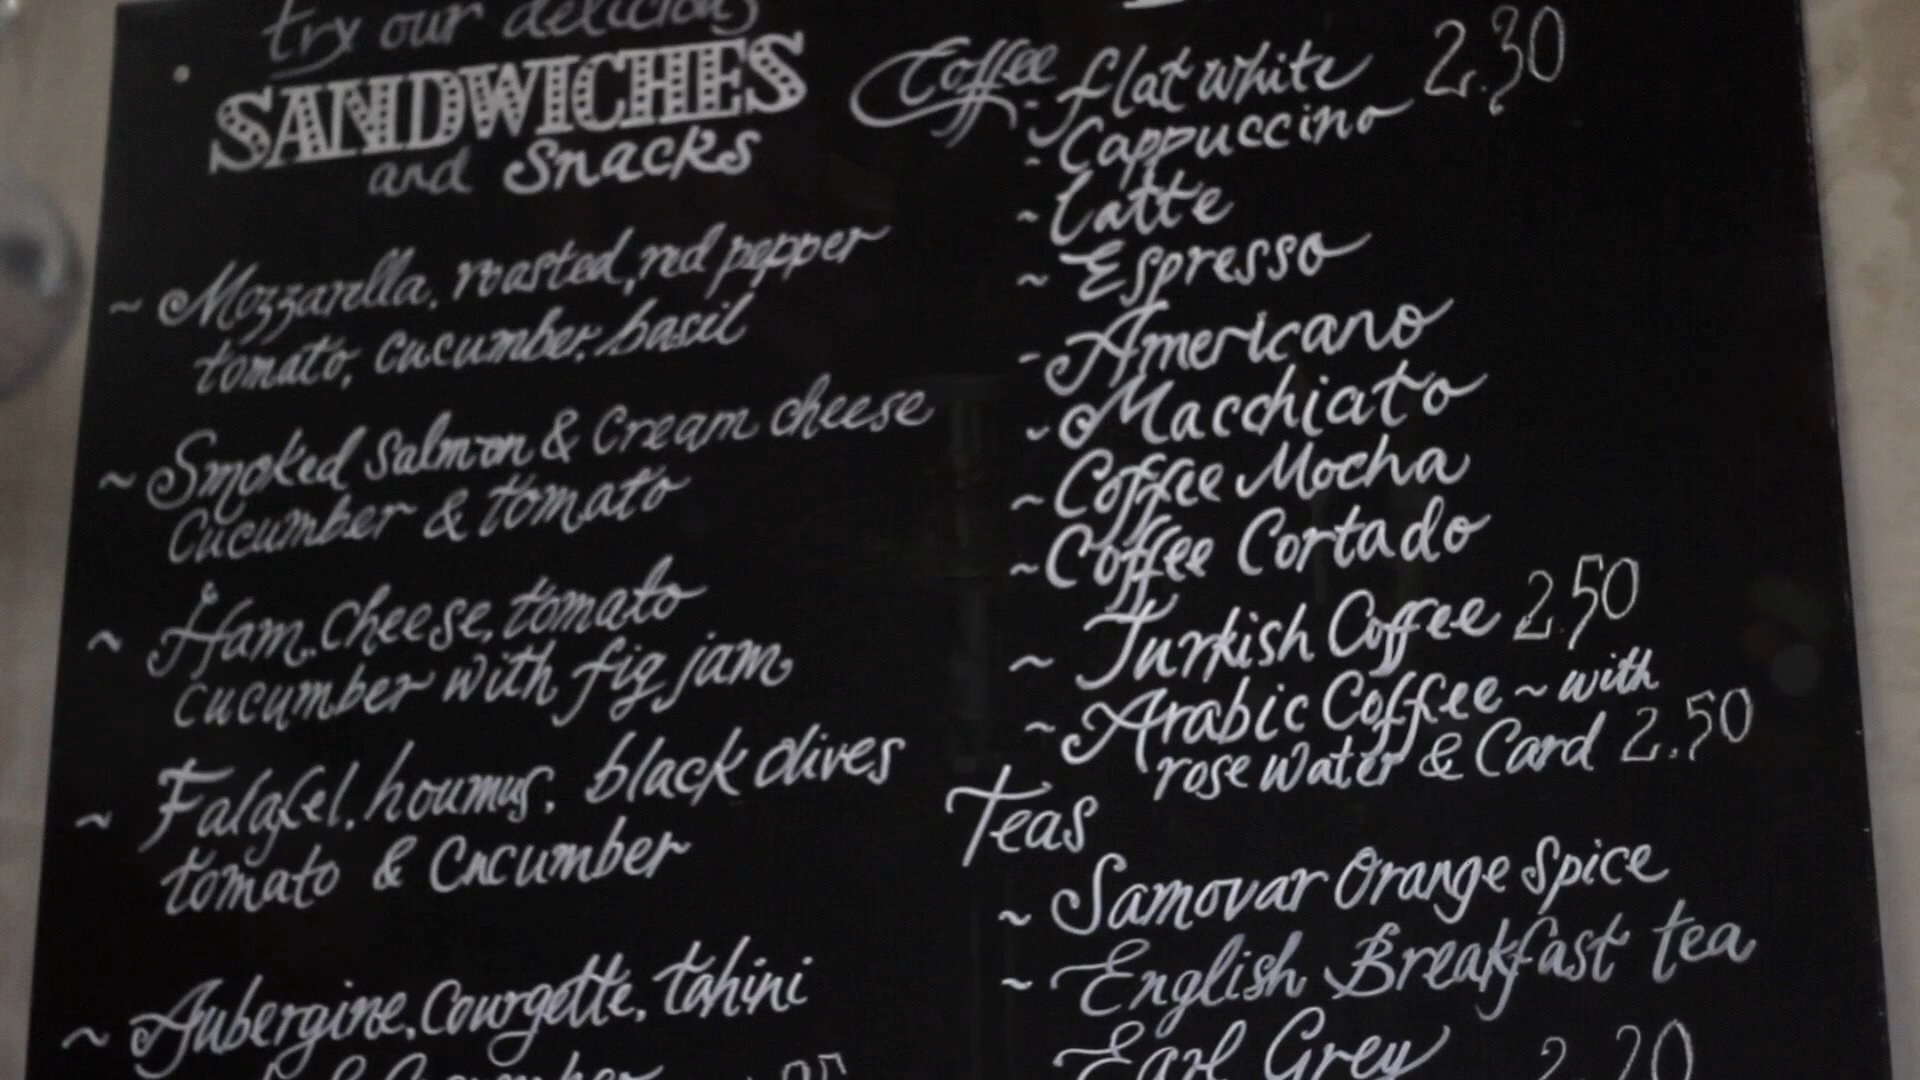 try our delicious
SANDWICHES
and Snacks
~ Mozzarella, roasted, red pepper
tomato, cucumber, basil
~ Smoked salmon & Cream cheese
Cucumber & tomato
~ Ham, cheese, tomato
cucumber with fig jam
~ Falafel, houmus, black olives
tomato & Cucumber
~ Aubergine, Courgette, tahini
Coffee - flat white 2.30
- Cappuccino
~ Latte
~ Espresso
- Americano
~ Macchiato
~ Coffee Mocha
~ Coffee Cortado
~ Turkish Coffee 2.50
~ Arabic Coffee ~ with
rose water & Card 2.50
Teas
~ Samovar Orange Spice
~ English Breakfast tea
Earl Grey 2.20